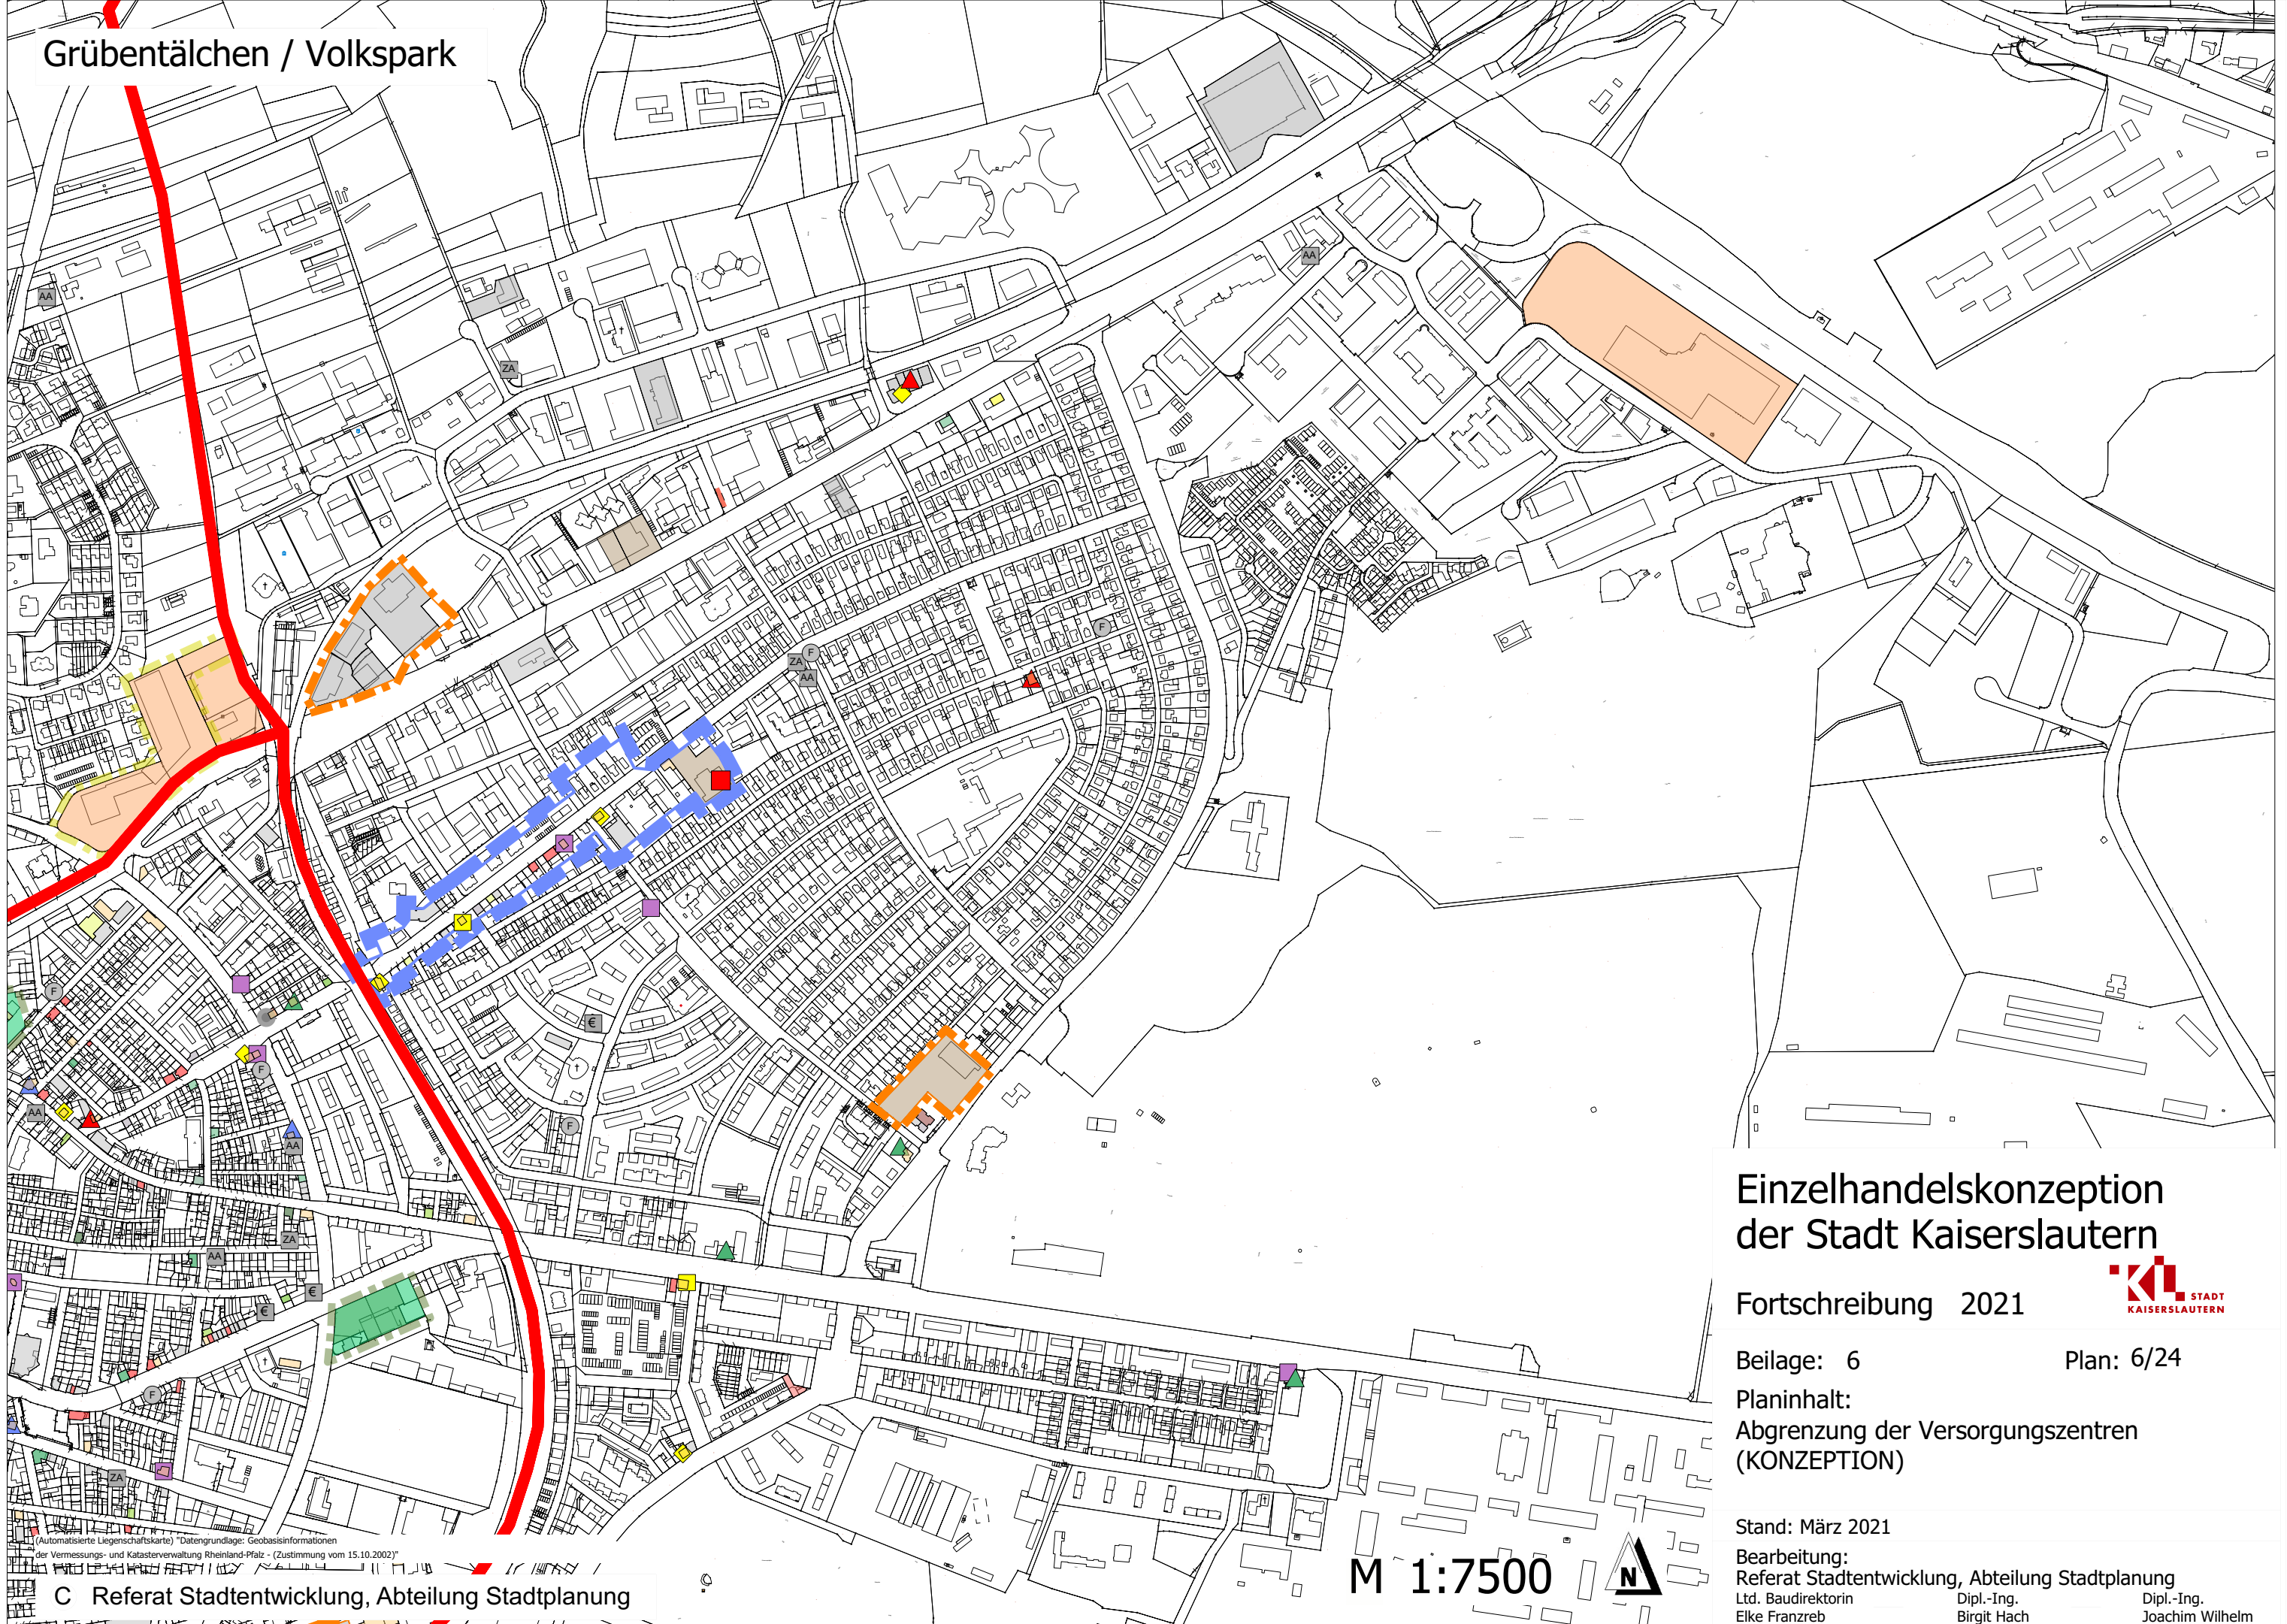 Grübentälchen / Volkspark
AA
AA
ZA
F
F
ZA
AA
F
€
F
AA
AA
F
ZA
AA
€
€
F
ZA
Einzelhandelskonzeption
der Stadt Kaiserslautern
Fortschreibung 2021
STADT
KAISERSLAUTERN
Beilage: 6 Plan: 6/24
Planinhalt:
Abgrenzung der Versorgungszentren
(KONZEPTION)
Stand: März 2021
Bearbeitung:
Referat Stadtentwicklung, Abteilung Stadtplanung
Ltd. Baudirektorin Dipl.-Ing. Dipl.-Ing.
Elke Franzreb Birgit Hach Joachim Wilhelm
M 1:7500
N
(Automatisierte Liegenschaftskarte) "Datengrundlage: Geobasisinformationen
der Vermessungs- und Katasterverwaltung Rheinland-Pfalz - (Zustimmung vom 15.10.2002)"
C Referat Stadtentwicklung, Abteilung Stadtplanung